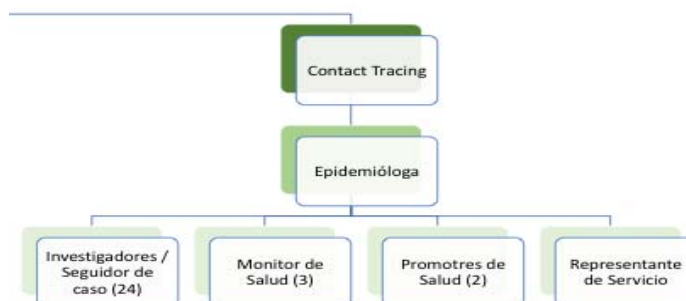 Contact Tracing
Epidemióloga
Investigadores /
Seguidor de
caso (24)
Monitor de
Salud (3)
Promotres de
Salud (2)
Representante
de Servicio